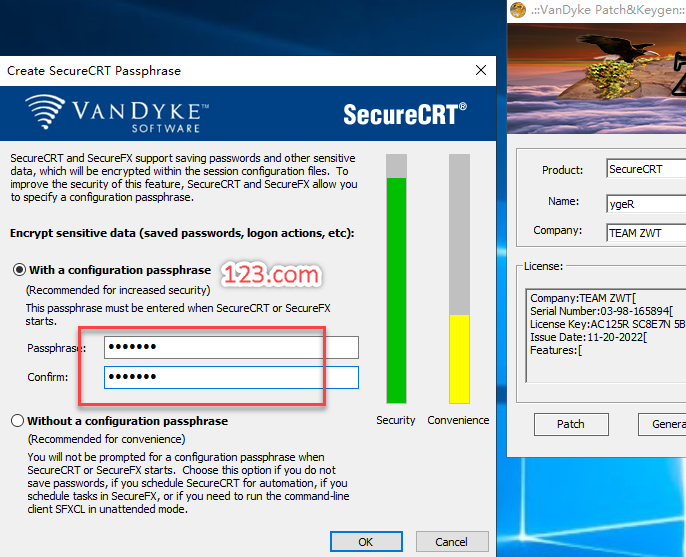 Create SecureCRT Passphrase
VANDYKE™
SOFTWARE
SecureCRT®
SecureCRT and SecureFX support saving passwords and other sensitive
data, which will be encrypted within the session configuration files. To
improve the security of this feature, SecureCRT and SecureFX allow you
to specify a configuration passphrase.
Encrypt sensitive data (saved passwords, logon actions, etc):
With a configuration passphrase
123.com
(Recommended for increased security)
This passphrase must be entered when SecureCRT or SecureFX
starts.
Passphrase: •••••••
Confirm: •••••••
Without a configuration passphrase
(Recommended for convenience)
You will not be prompted for a configuration passphrase when
SecureCRT or SecureFX starts. Choose this option if you do not
save passwords, if you schedule SecureCRT for automation, if you
schedule tasks in SecureFX, or if you need to run the command-line
client SFXCL in unattended mode.
Security Convenience
OK Cancel
.::VanDyke Patch&Keygen::
Product: SecureCRT
Name: ygeR
Company: TEAM ZWT
License:
Company:TEAM ZWT[
Serial Number:03-98-165894[
License Key:AC125R SC8E7N 5B
Issue Date:11-20-2022[
Features:[
Patch Genera